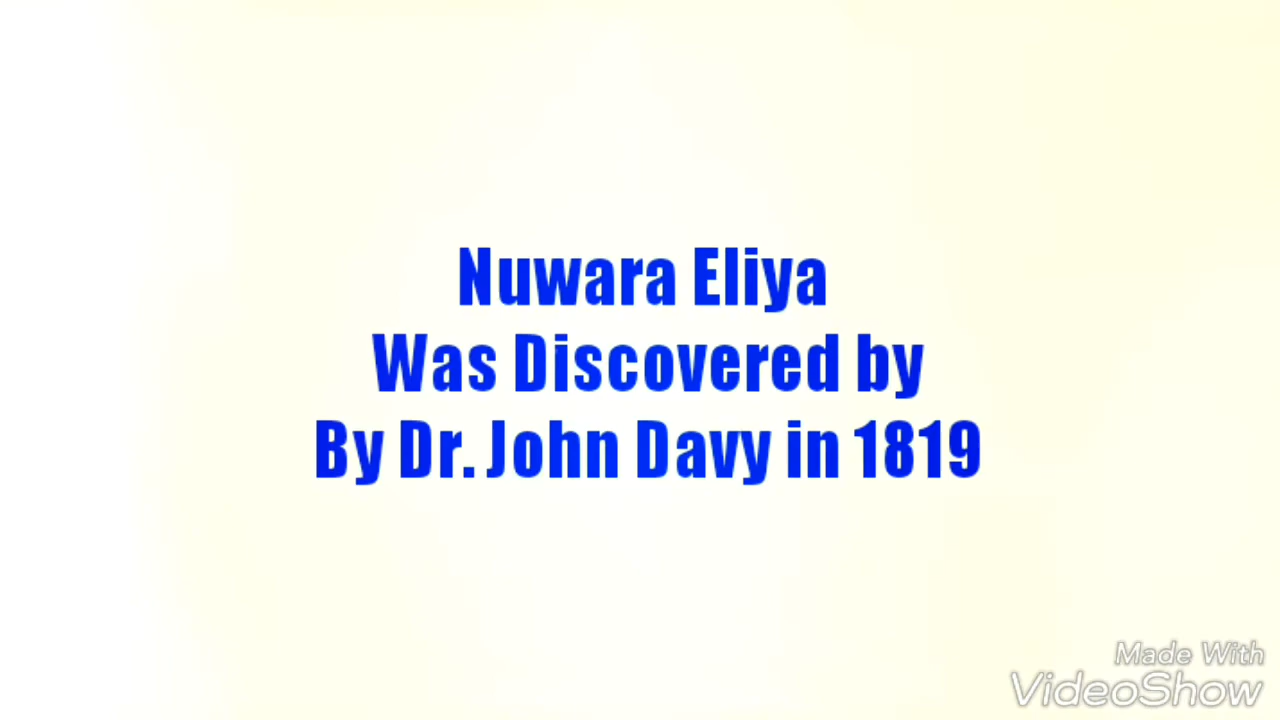 Nuwara Eliya
Was Discovered by
By Dr. John Davy in 1819
Made With
VideoShow